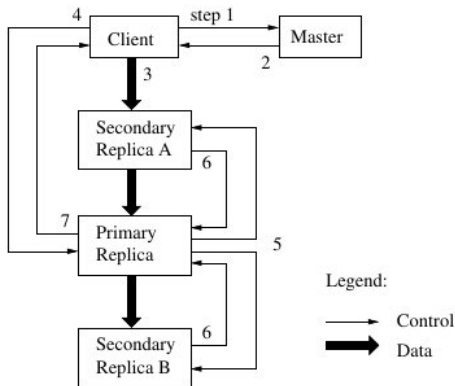 4
step 1
Client
Master
2
3
Secondary
Replica A
6
7
Primary
Replica
5
Legend:
6
Control
Secondary
Replica B
Data